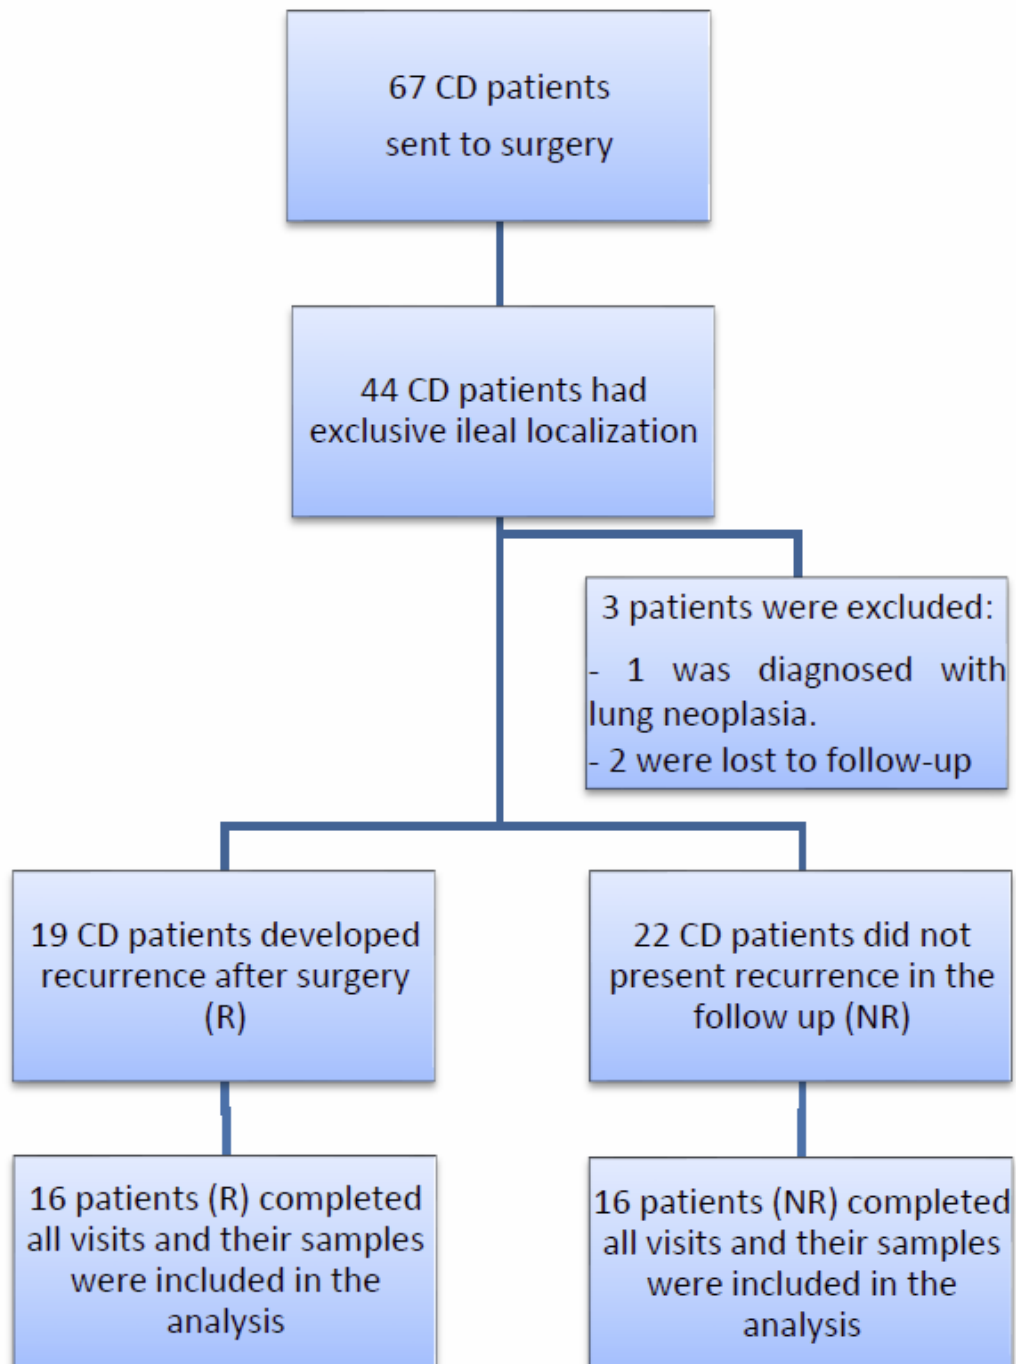 67 CD patients
sent to surgery
44 CD patients had
exclusive ileal localization
3 patients were excluded:
- 1 was diagnosed with
lung neoplasia.
- 2 were lost to follow-up
19 CD patients developed
recurrence after surgery
(R)
22 CD patients did not
present recurrence in the
follow up (NR)
16 patients (R) completed
all visits and their samples
were included in the
analysis
16 patients (NR) completed
all visits and their samples
were included in the
analysis